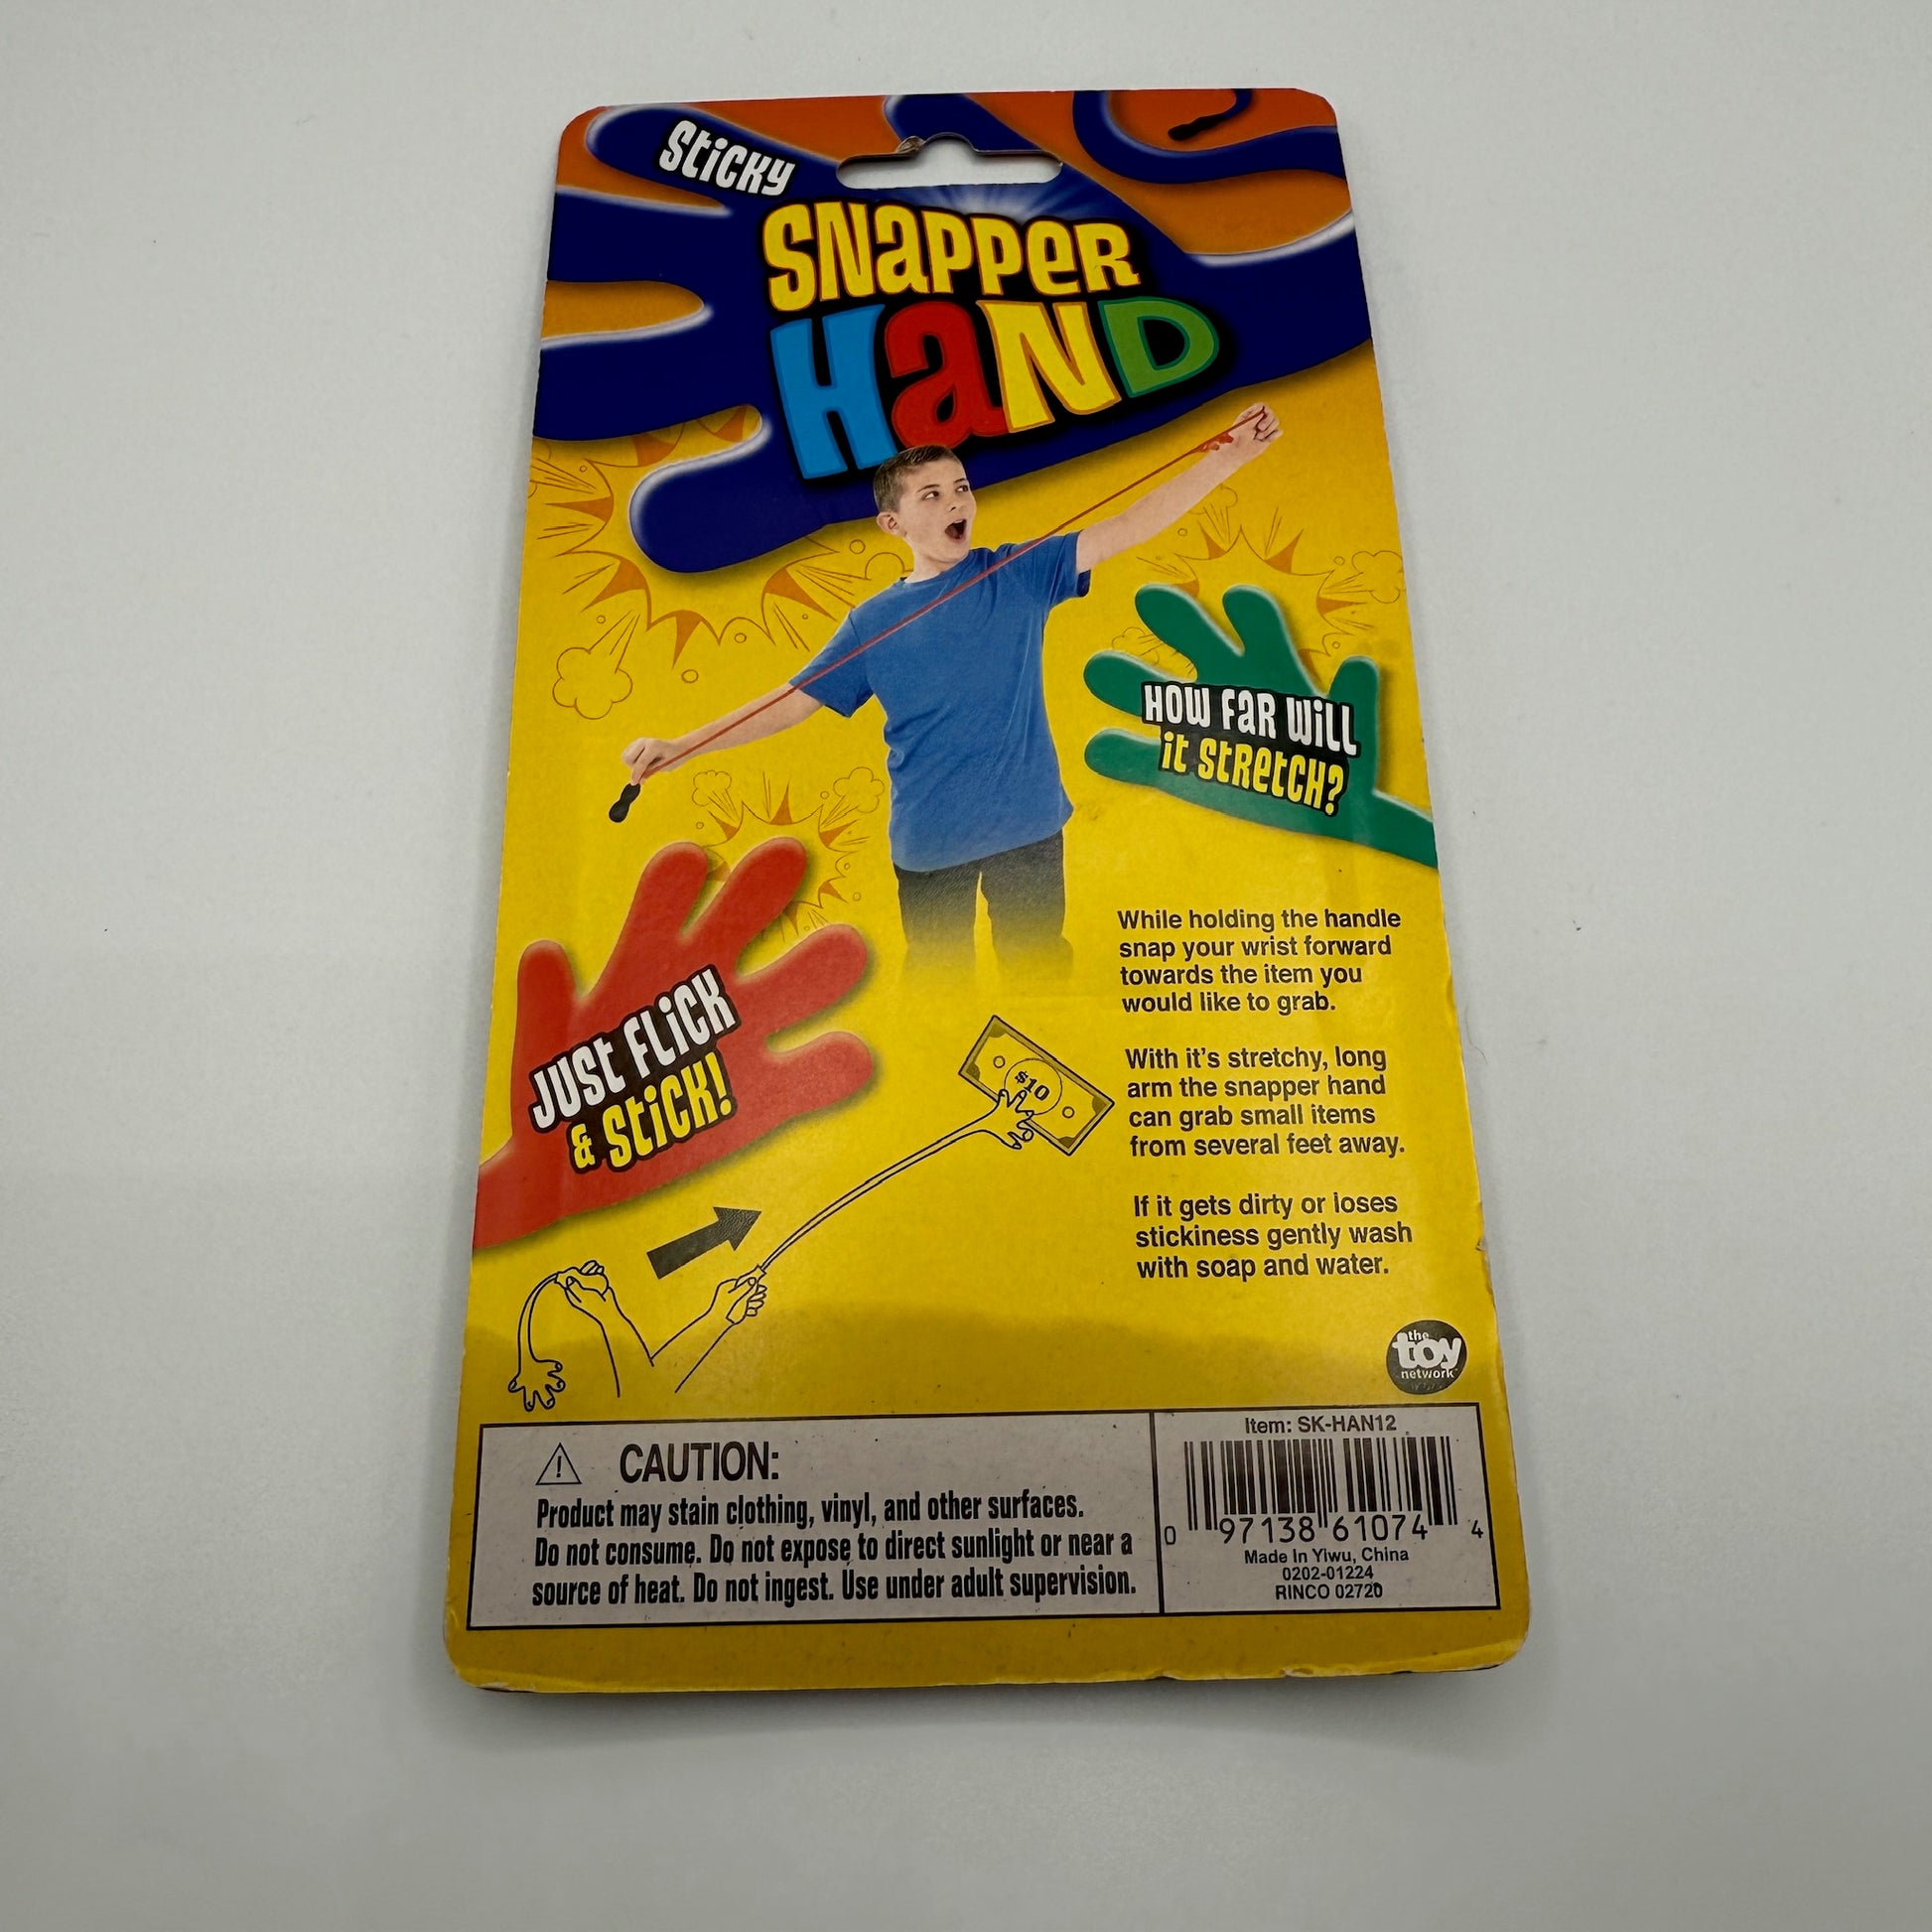 Sticky
Snapper
Hand
How far will
it stretch?
Just flick
& stick!
While holding the handle
snap your wrist forward
towards the item you
would like to grab.
With it's stretchy, long
arm the snapper hand
can grab small items
from several feet away.
If it gets dirty or loses
stickiness gently wash
with soap and water.
$10
the
toy
network
CAUTION:
Product may stain clothing, vinyl, and other surfaces.
Do not consume. Do not expose to direct sunlight or near a
source of heat. Do not ingest. Use under adult supervision.
Item: SK-HAN12
0 97138 61074 4
Made In Yiwu, China
0202-01224
RINCO 02720